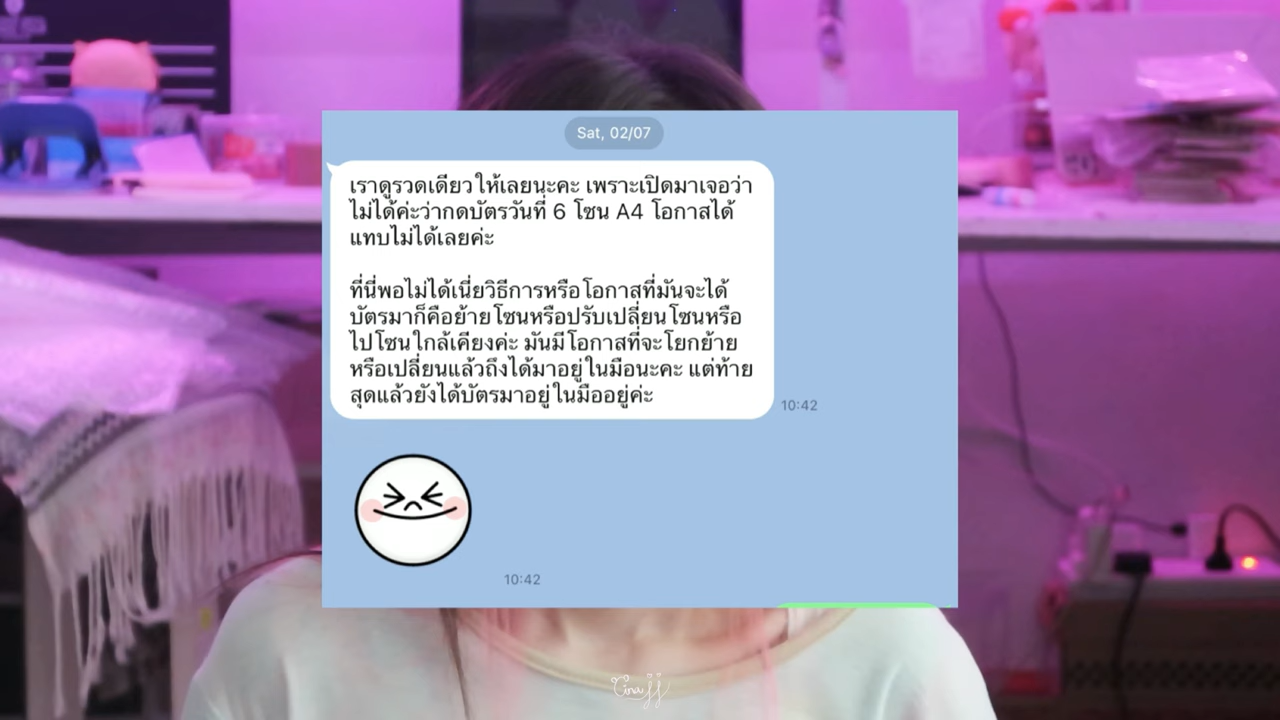 Sat, 02/07
เราดูรวดเดียวให้เลยนะคะ เพราะเปิดมาเจอว่า
ไม่ได้ค่ะว่ากดบัตรวันที่ 6 โซน A4 โอกาสได้
แทบไม่ได้เลยค่ะ
ที่นี่พอไม่ได้เนี่ยวิธีการหรือโอกาสที่มันจะได้
บัตรมาก็คือย้ายโซนหรือปรับเปลี่ยนโซนหรือ
ไปโซนใกล้เคียงค่ะ มันมีโอกาสที่จะโยกย้าย
หรือเปลี่ยนแล้วถึงได้มาอยู่ในมือนะคะ แต่ท้าย
สุดแล้วยังได้บัตรมาอยู่ในมืออยู่ค่ะ
10:42
10:42